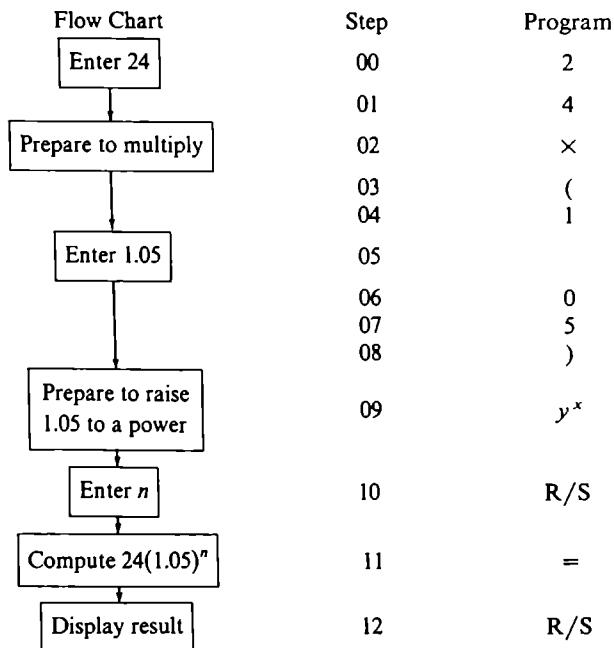 Flow Chart Step Program
Enter 24 00 2
01 4
Prepare to multiply 02 ×
03 (
04 1
Enter 1.05 05
06 0
07 5
08 )
Prepare to raise
1.05 to a power 09 yˣ
Enter n 10 R/S
Compute 24(1.05)ⁿ 11 =
Display result 12 R/S